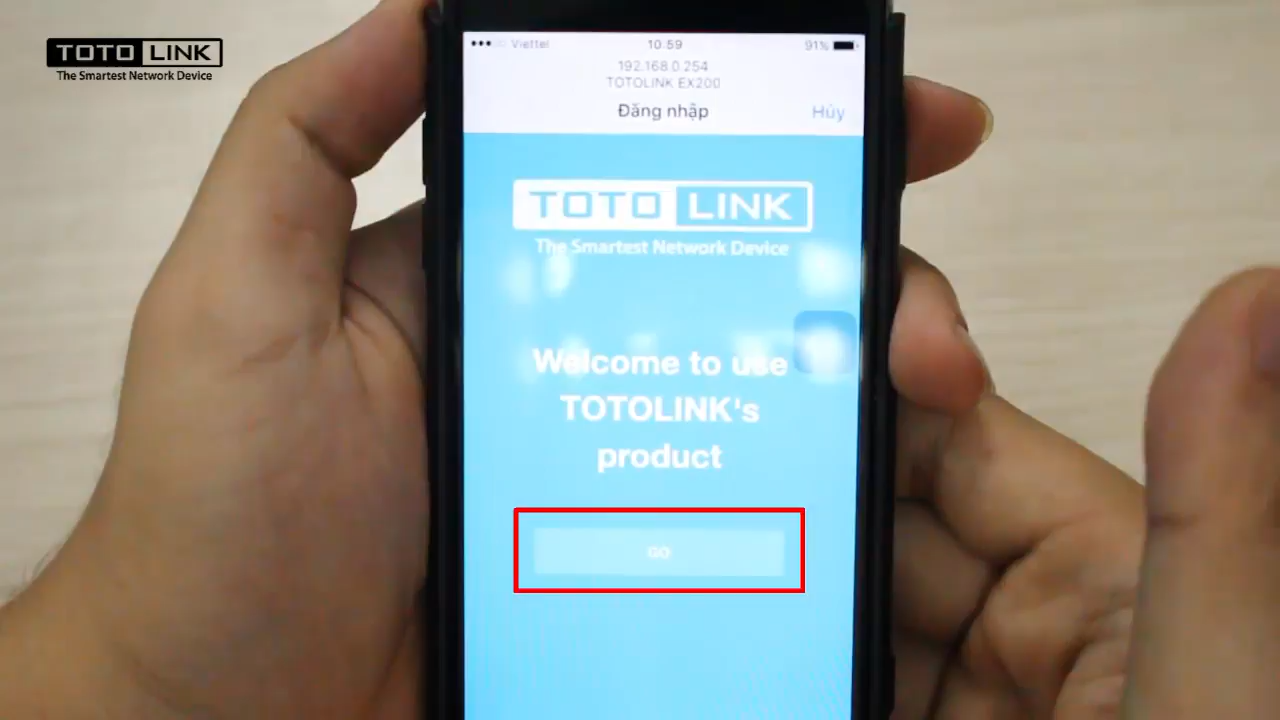 TOTO LINK
The Smartest Network Device
Viettel 10:59 91%
192.168.0.254
TOTOLINK EX200
Đăng nhập Hủy
TOTO LINK
The Smartest Network Device
Welcome to use
TOTOLINK's
product
GO